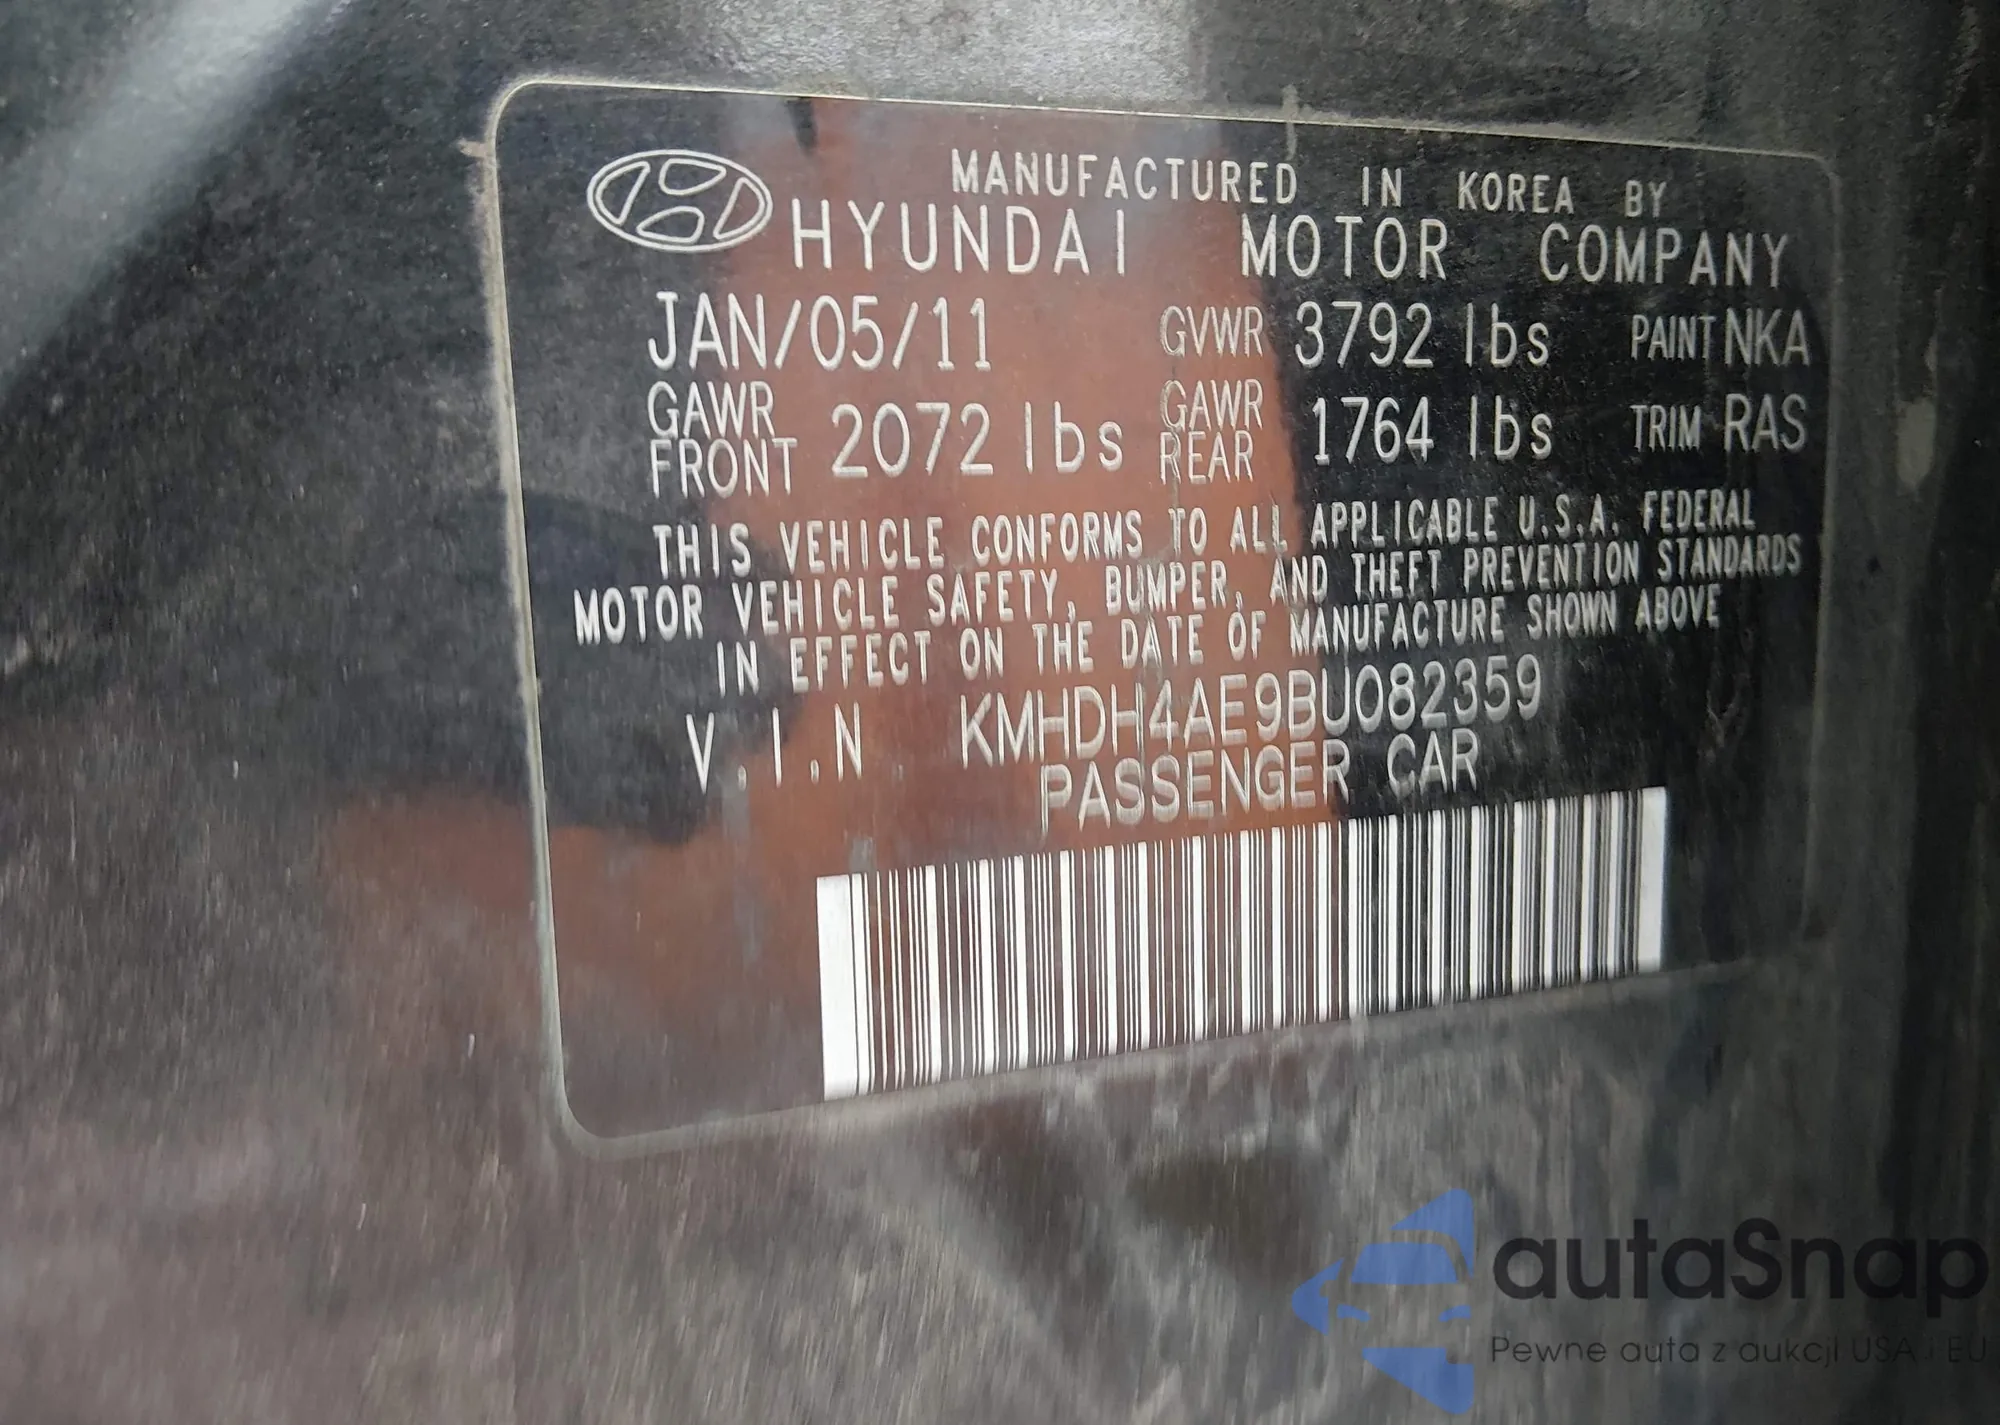 MANUFACTURED IN KOREA BY
HYUNDAI MOTOR COMPANY
JAN/05/11 GVWR 3792 lbs PAINT NKA
GAWR FRONT 2072 lbs GAWR REAR 1764 lbs TRIM RAS
THIS VEHICLE CONFORMS TO ALL APPLICABLE U.S.A. FEDERAL
MOTOR VEHICLE SAFETY, BUMPER, AND THEFT PREVENTION STANDARDS
IN EFFECT ON THE DATE OF MANUFACTURE SHOWN ABOVE
V.I.N. KMHDH4AE9BU082359
PASSENGER CAR
autaSnap
Pewne auta z aukcji USA i EU